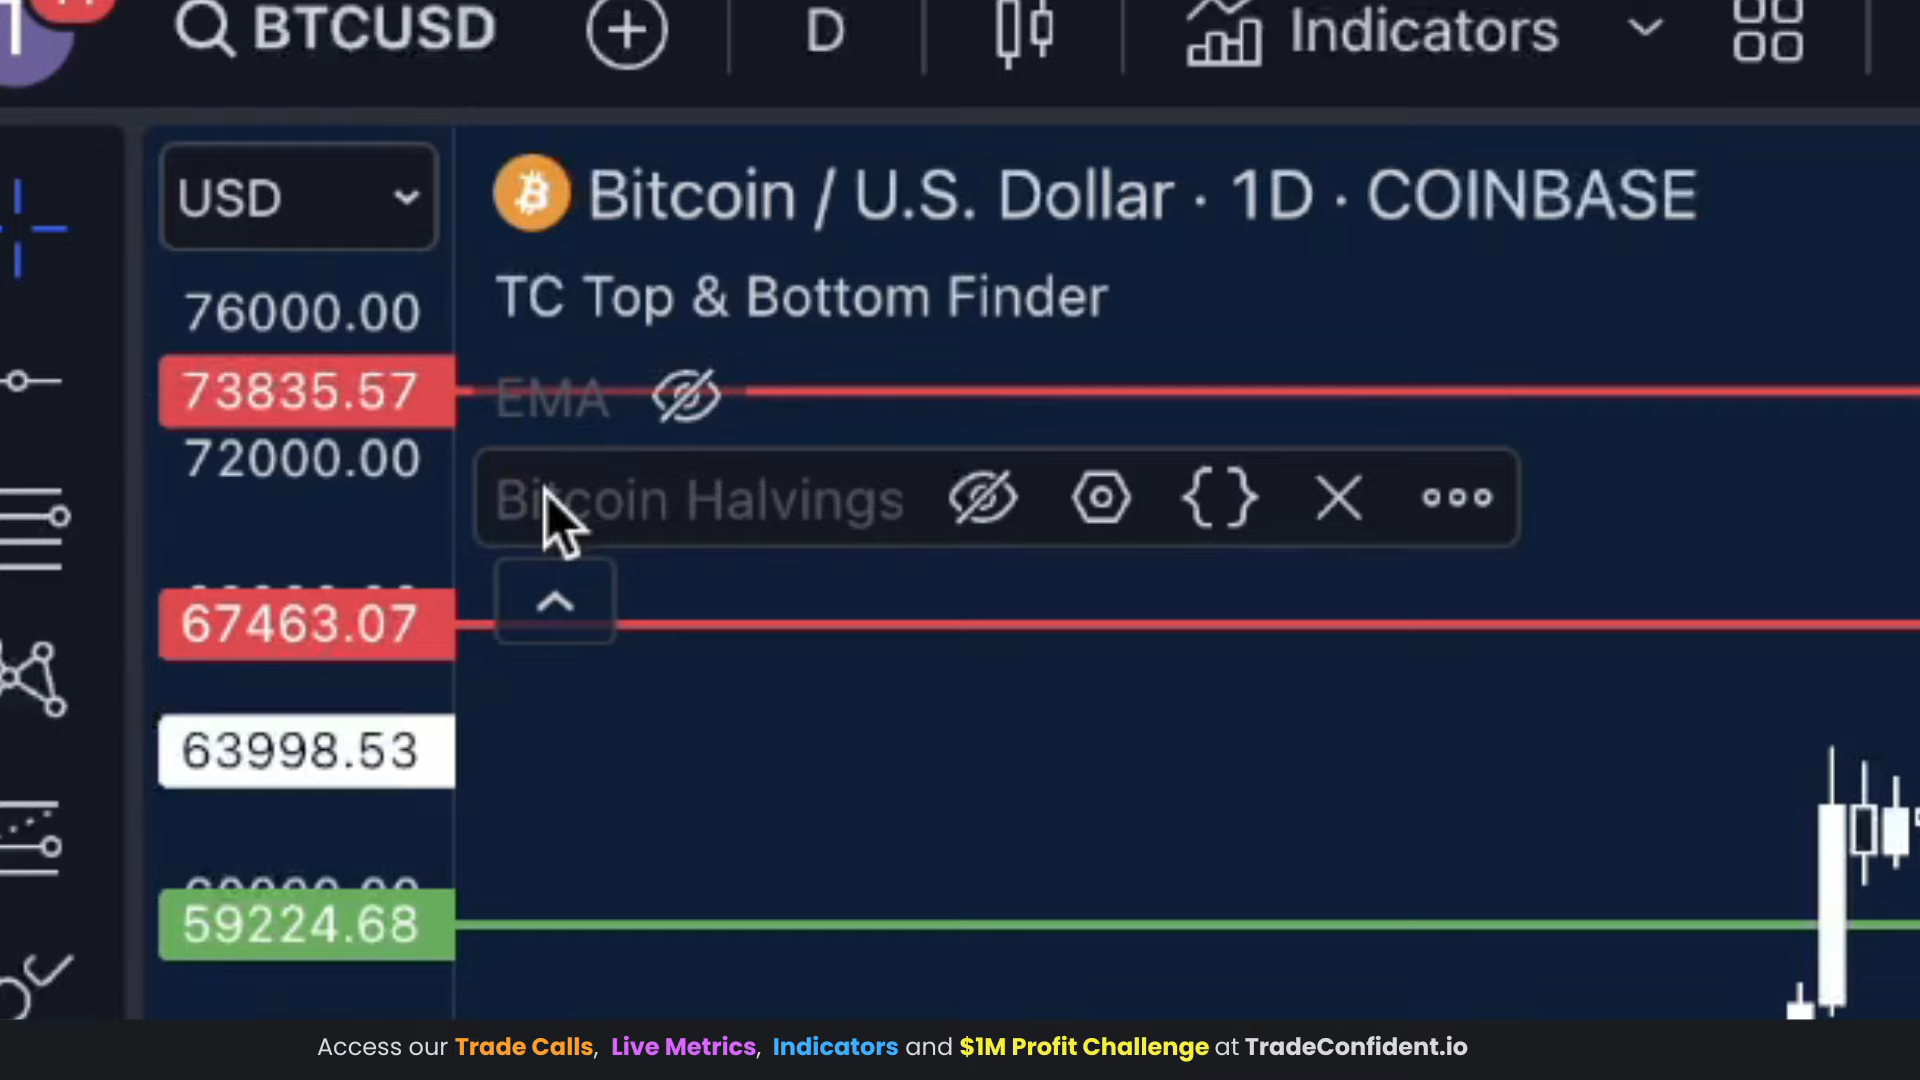 BTCUSD D Indicators
USD
Bitcoin / U.S. Dollar · 1D · COINBASE
TC Top & Bottom Finder
76000.00
73835.57
EMA
72000.00
Bitcoin Halvings
67463.07
63998.53
59224.68
Access our Trade Calls, Live Metrics, Indicators and $1M Profit Challenge at TradeConfident.io